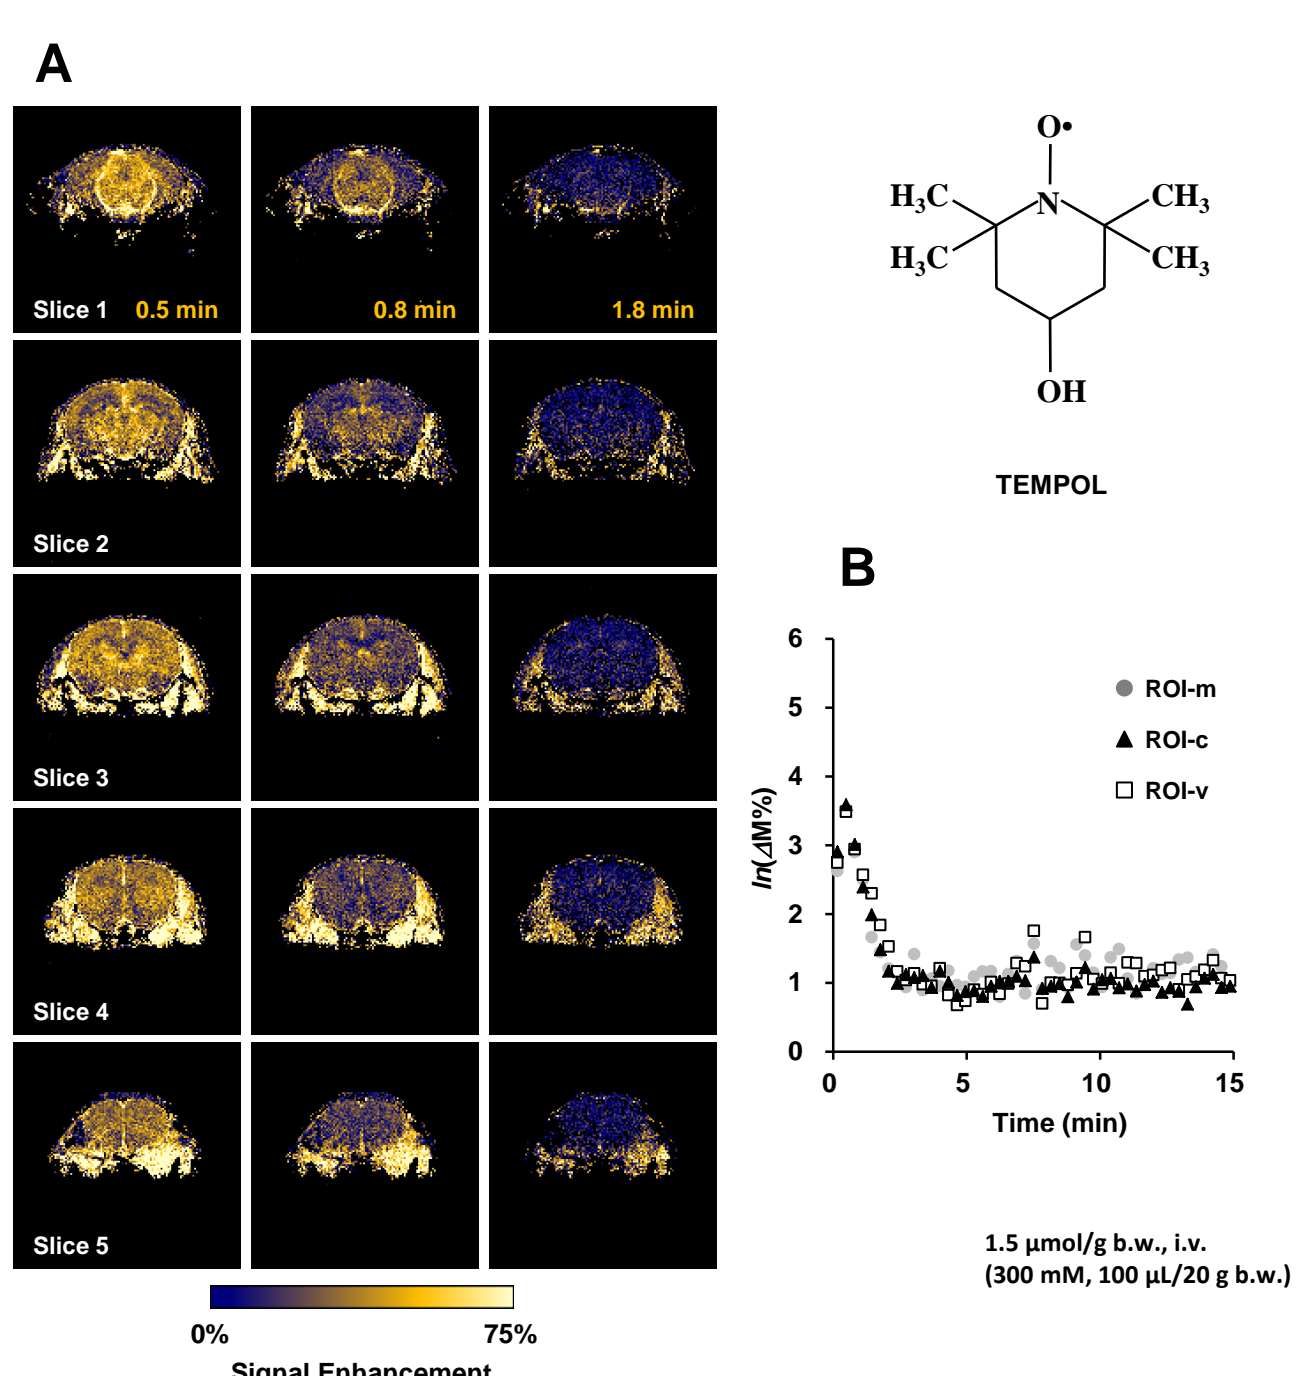 A
Slice 1
0.5 min
0.8 min
1.8 min
Slice 2
Slice 3
Slice 4
Slice 5
0%
75%
Signal Enhancement
O•
N
H₃C
CH₃
H₃C
CH₃
OH
TEMPOL
B
6
5
4
3
2
1
0
ln(ΔM%)
ROI-m
ROI-c
ROI-v
0
5
10
15
Time (min)
1.5 μmol/g b.w., i.v.
(300 mM, 100 μL/20 g b.w.)